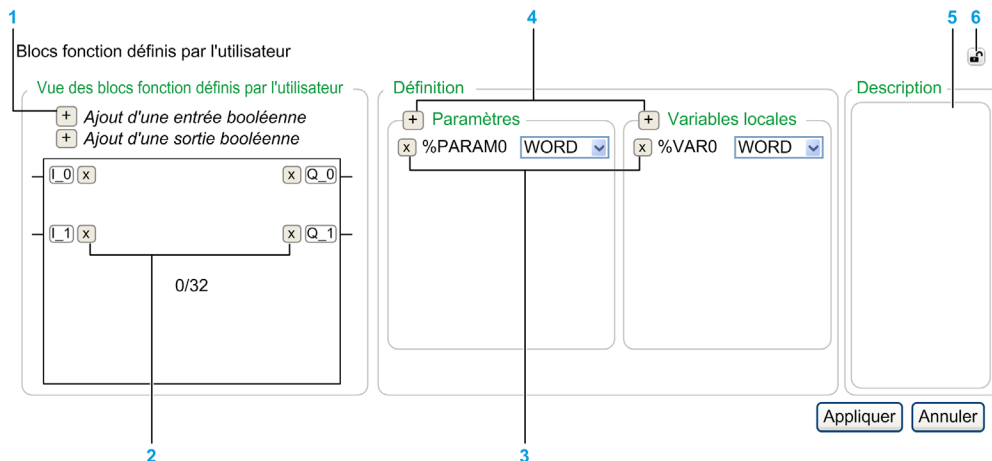 1
4
5
6
Blocs fonction définis par l'utilisateur
Vue des blocs fonction définis par l'utilisateur
Définition
Description
+ Ajout d'une entrée booléenne
+ Ajout d'une sortie booléenne
+ Paramètres
+ Variables locales
x %PARAM0 WORD
x %VAR0 WORD
I_0 x
x Q_0
I_1 x
x Q_1
0/32
Appliquer
Annuler
2
3